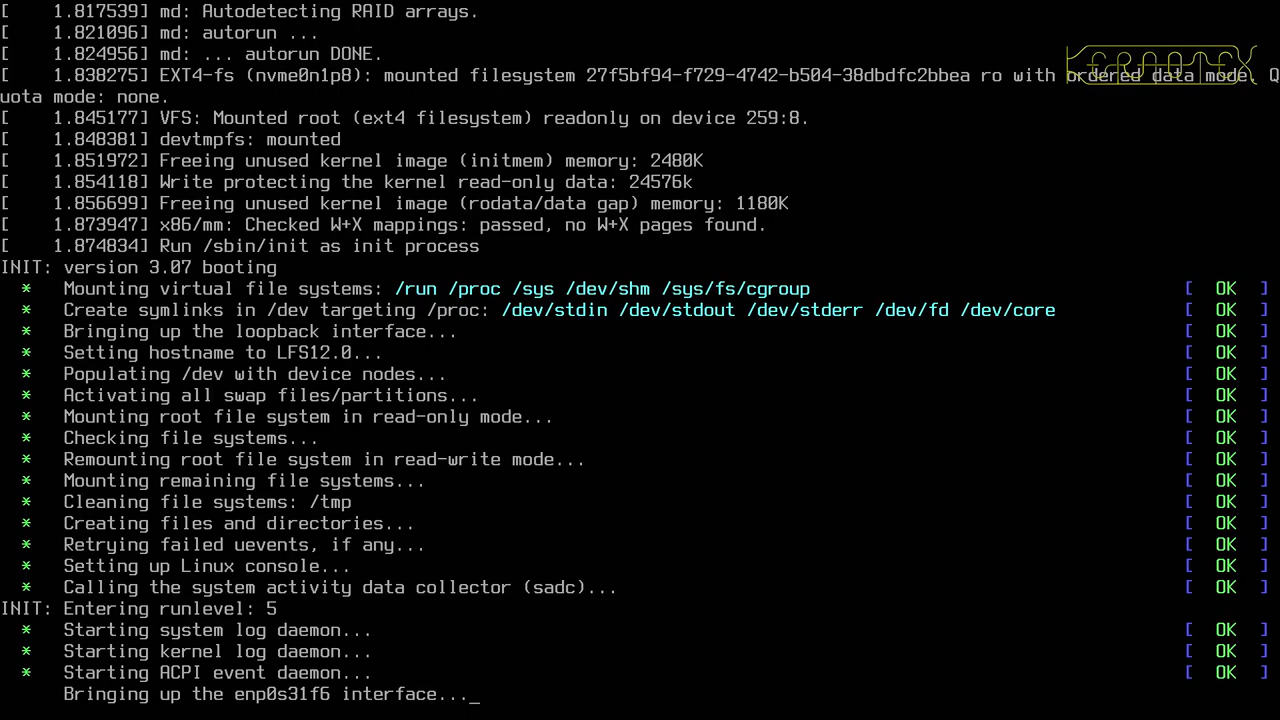 [    1.817539] md: Autodetecting RAID arrays.
[    1.821096] md: autorun ...
[    1.824956] md: ... autorun DONE.
KERNOTEX
[    1.838275] EXT4-fs (nvme0n1p8): mounted filesystem 27f5bf94-f729-4742-b504-38dbdfc2bbea ro with ordered data mode. Q
uota mode: none.
[    1.845177] VFS: Mounted root (ext4 filesystem) readonly on device 259:8.
[    1.848381] devtmpfs: mounted
[    1.851972] Freeing unused kernel image (initmem) memory: 2480K
[    1.854118] Write protecting the kernel read-only data: 24576k
[    1.856699] Freeing unused kernel image (rodata/data gap) memory: 1180K
[    1.873947] x86/mm: Checked W+X mappings: passed, no W+X pages found.
[    1.874834] Run /sbin/init as init process
INIT: version 3.07 booting
  *   Mounting virtual file systems: /run /proc /sys /dev/shm /sys/fs/cgroup [  OK  ]
  *   Create symlinks in /dev targeting /proc: /dev/stdin /dev/stdout /dev/stderr /dev/fd /dev/core [  OK  ]
  *   Bringing up the loopback interface... [  OK  ]
  *   Setting hostname to LFS12.0... [  OK  ]
  *   Populating /dev with device nodes... [  OK  ]
  *   Activating all swap files/partitions... [  OK  ]
  *   Mounting root file system in read-only mode... [  OK  ]
  *   Checking file systems... [  OK  ]
  *   Remounting root file system in read-write mode... [  OK  ]
  *   Mounting remaining file systems... [  OK  ]
  *   Cleaning file systems: /tmp [  OK  ]
  *   Creating files and directories... [  OK  ]
  *   Retrying failed uevents, if any... [  OK  ]
  *   Setting up Linux console... [  OK  ]
  *   Calling the system activity data collector (sadc)... [  OK  ]
INIT: Entering runlevel: 5
  *   Starting system log daemon... [  OK  ]
  *   Starting kernel log daemon... [  OK  ]
  *   Starting ACPI event daemon... [  OK  ]
      Bringing up the enp0s31f6 interface..._